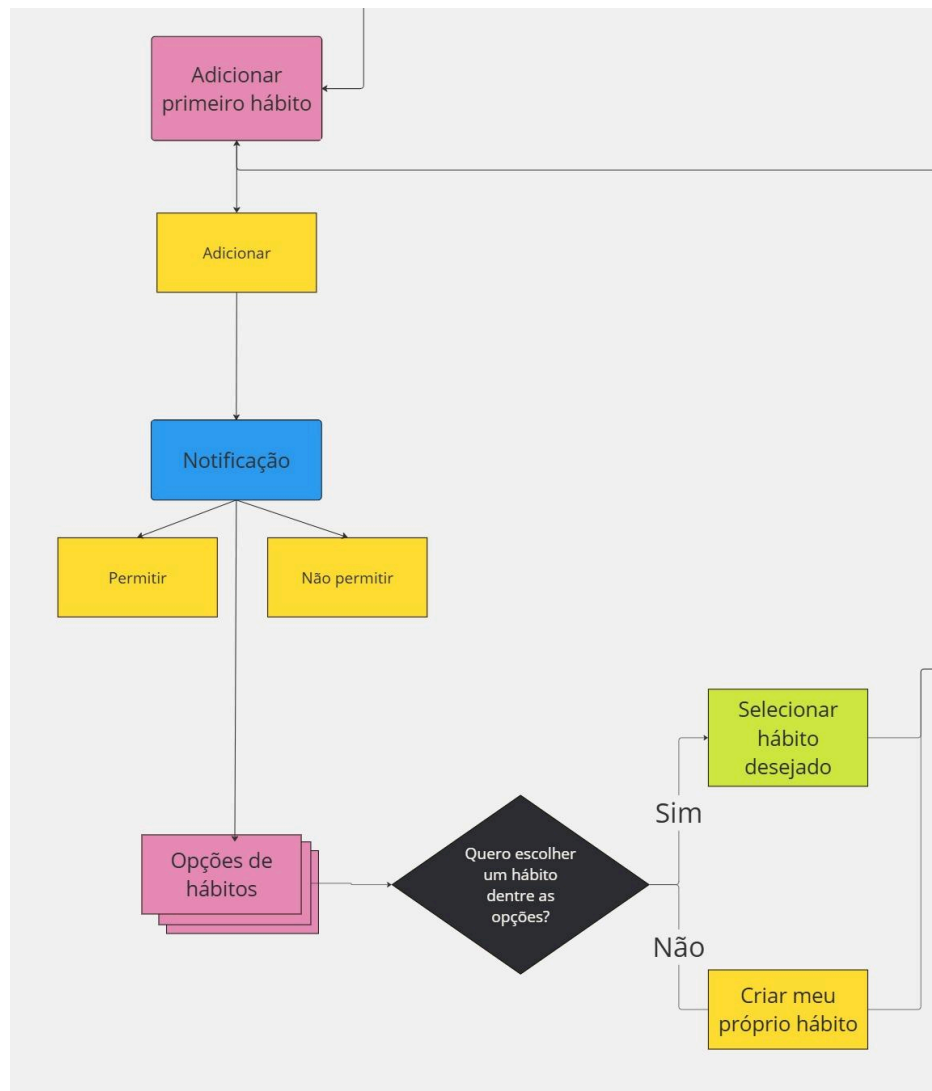 Adicionar
primeiro hábito
Adicionar
Notificação
Permitir
Não permitir
Selecionar
hábito
desejado
Sim
Opções de
hábitos
Quero escolher
um hábito
dentre as
opções?
Não
Criar meu
próprio hábito